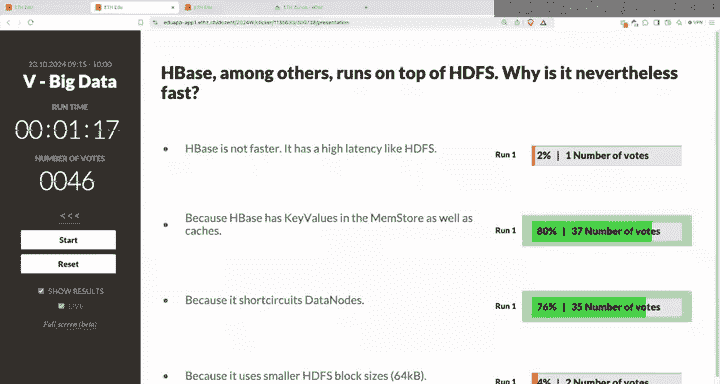 23.10.2024 09:15 - 10:00
V - Big Data
RUN TIME
00:01:17
NUMBER OF VOTES
0046
<<<
Start
Reset
SHOW RESULTS
LIVE
Full screen (beta)
HBase, among others, runs on top of HDFS. Why is it nevertheless
fast?
HBase is not faster. It has a high latency like HDFS.
Run 1
2% | 1 Number of votes
Because HBase has KeyValues in the MemStore as well as
caches.
Run 1
80% | 37 Number of votes
Because it shortcircuits DataNodes.
Run 1
76% | 35 Number of votes
Because it uses smaller HDFS block sizes (64kB).
Run 1
4% | 2 Number of votes